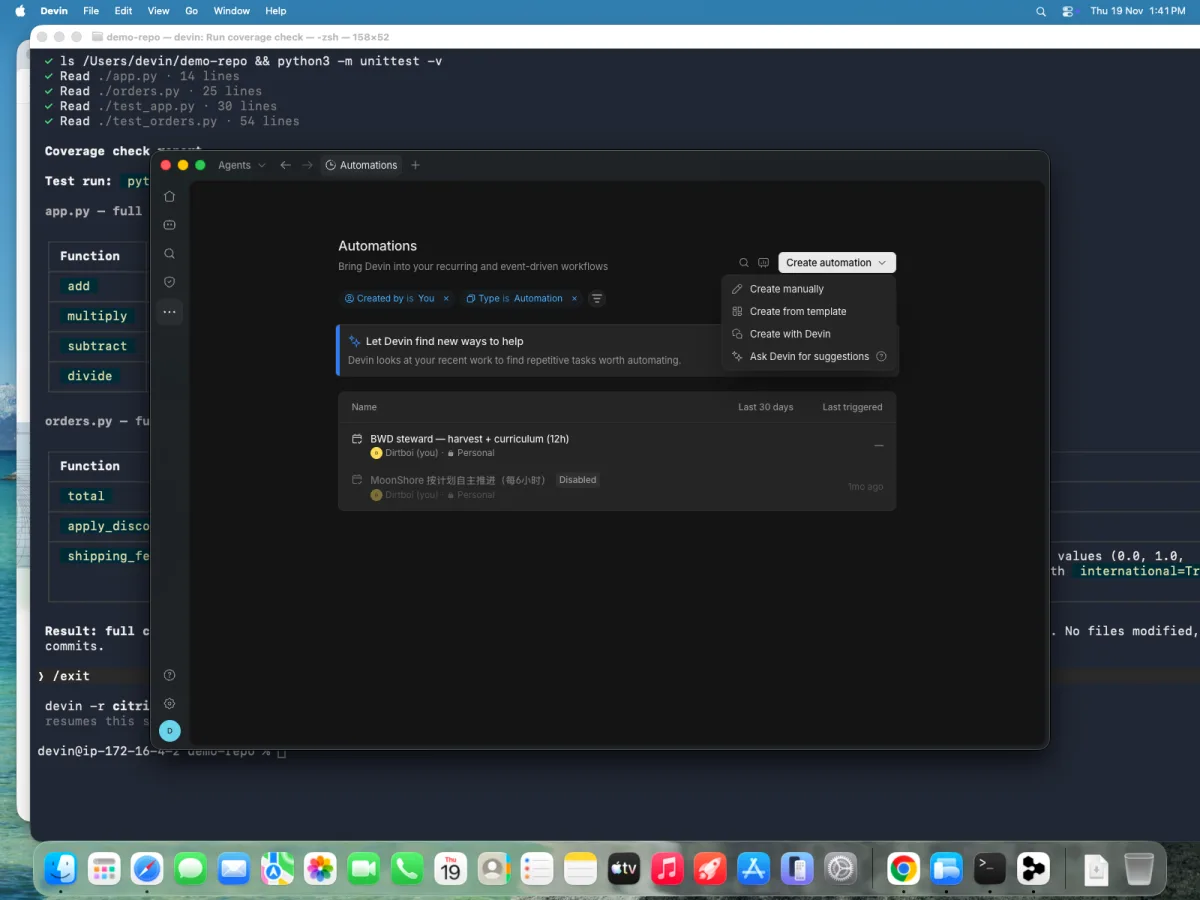 Devin File Edit View Go Window Help
Thu 19 Nov 1:41PM
demo-repo — devin: Run coverage check — -zsh — 158×52
✓ ls /Users/devin/demo-repo && python3 -m unittest -v
✓ Read ./app.py · 14 lines
✓ Read ./orders.py · 25 lines
✓ Read ./test_app.py · 30 lines
✓ Read ./test_orders.py · 54 lines
Coverage check report
Test run: pyt
app.py — full
Function
add
multiply
subtract
divide
orders.py — fu
Function
total
apply_disco
shipping_fe
values (0.0, 1.0,
th international=Tr
Result: full c
. No files modified,
commits.
❯ /exit
devin -r citri
resumes this s
devin@ip-172-16-4-2 demo-repo %
Agents
Automations
Automations
Bring Devin into your recurring and event-driven workflows
Create automation
Created by is You ×
Type is Automation ×
Create manually
Create from template
Create with Devin
Ask Devin for suggestions ?
Let Devin find new ways to help
Devin looks at your recent work to find repetitive tasks worth automating.
Name Last 30 days Last triggered
BWD steward — harvest + curriculum (12h)
Dirtboi (you) · Personal
—
MoonShore 按计划自主推进（每6小时） Disabled
Dirtboi (you) · Personal
1mo ago
D
Thu
19
tv